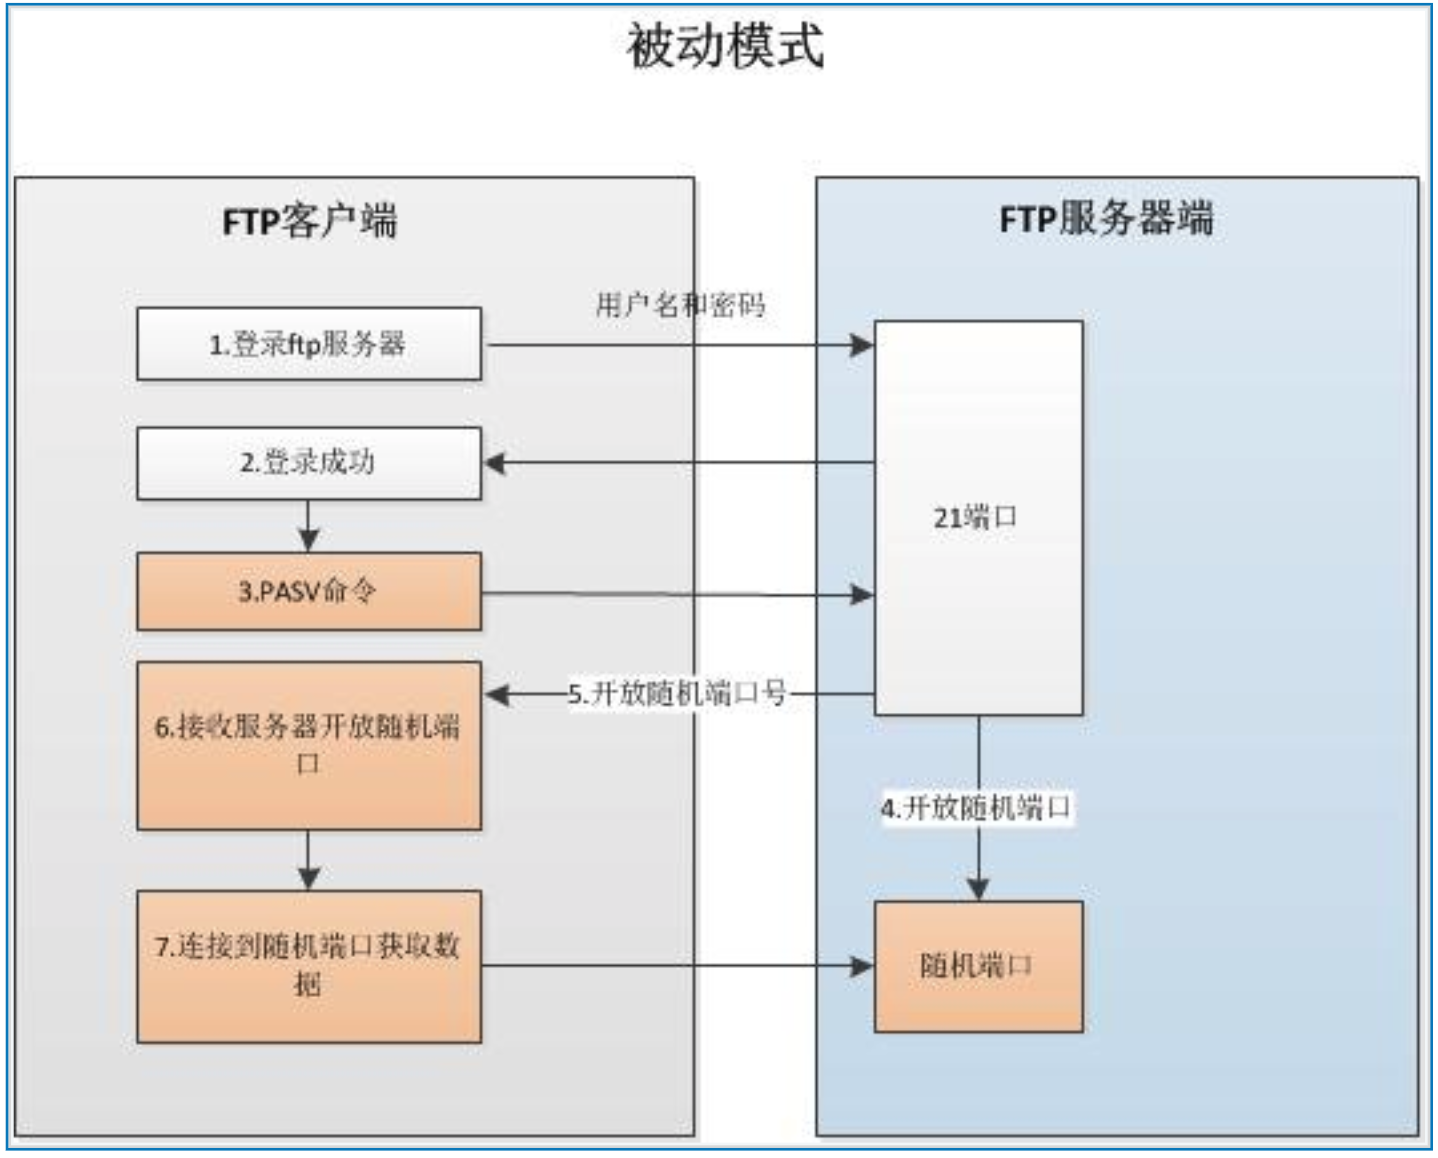 被动模式
FTP客户端
FTP服务器端
用户名和密码
1.登录ftp服务器
2.登录成功
21端口
3.PASV命令
5.开放随机端口号
6.接收服务器开放随机端
口
4.开放随机端口
7.连接到随机端口获取数
据
随机端口